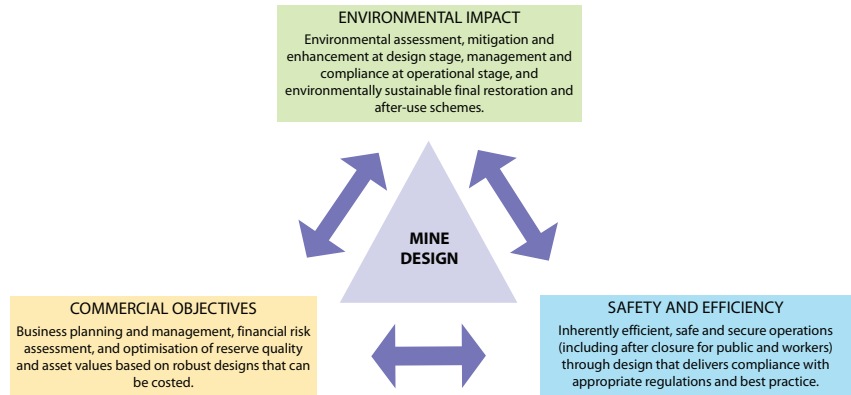 ENVIRONMENTAL IMPACT
Environmental assessment, mitigation and
enhancement at design stage, management and
compliance at operational stage, and
environmentally sustainable final restoration and
after-use schemes.
MINE
DESIGN
COMMERCIAL OBJECTIVES
Business planning and management, financial risk
assessment, and optimisation of reserve quality
and asset values based on robust designs that can
be costed.
SAFETY AND EFFICIENCY
Inherently efficient, safe and secure operations
(including after closure for public and workers)
through design that delivers compliance with
appropriate regulations and best practice.